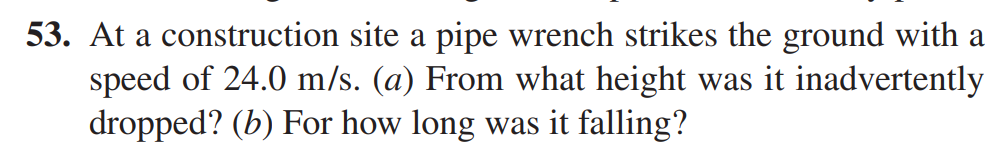 53. At a construction site a pipe wrench strikes the ground with a
speed of 24.0 m/s. (a) From what height was it inadvertently
dropped? (b) For how long was it falling?